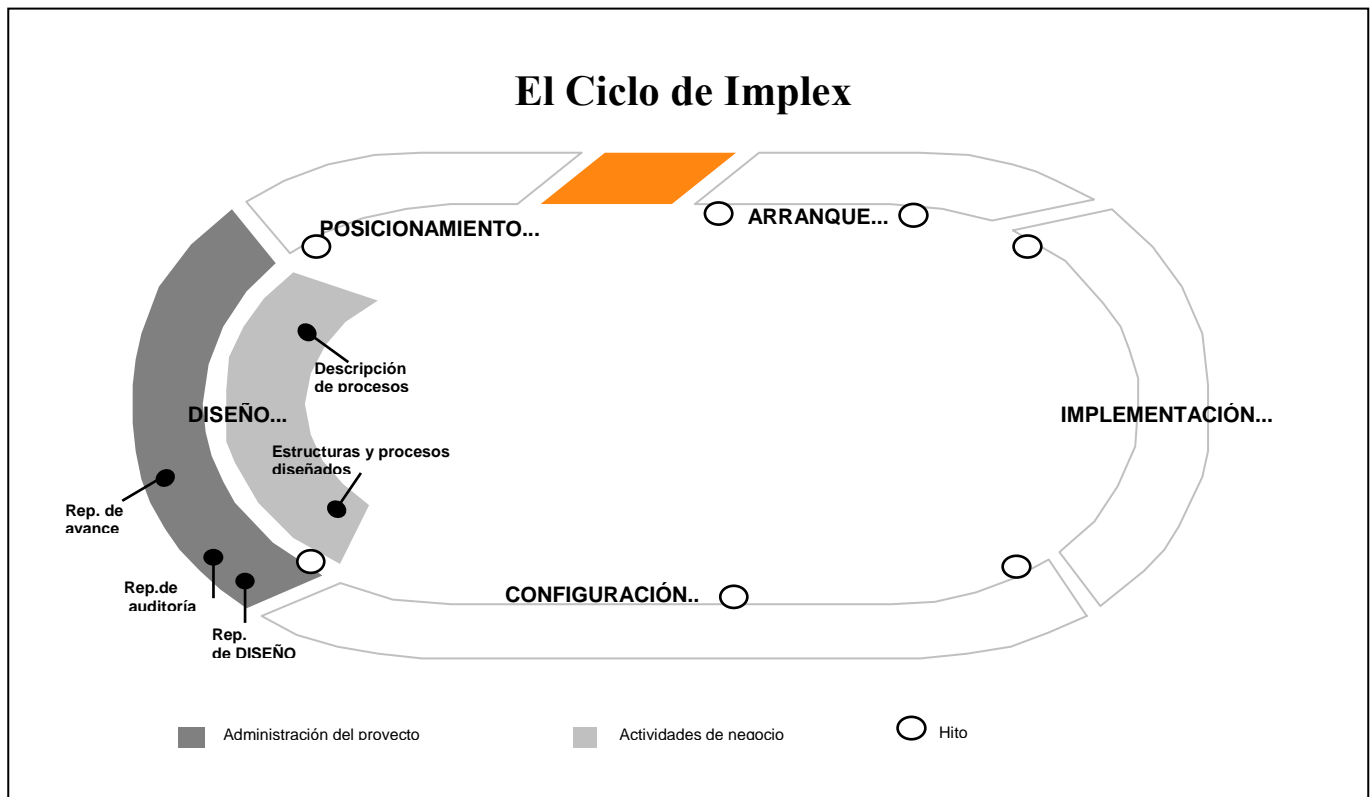 El Ciclo de Implex
POSICIONAMIENTO...
ARRANQUE...
Descripción
de procesos
DISEÑO...
IMPLEMENTACIÓN...
Estructuras y procesos
diseñados
Rep. de
avance
Rep.de
auditoría
CONFIGURACIÓN..
Rep.
de DISEÑO
Administración del proyecto
Actividades de negocio
Hito